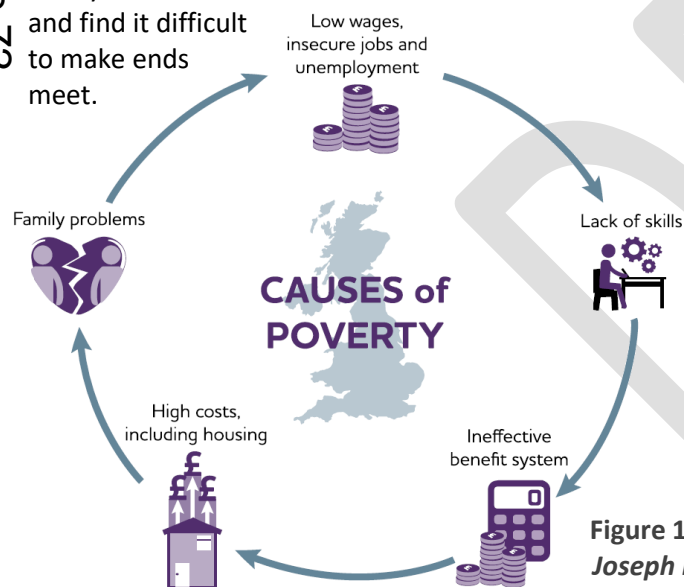 and find it difficult
to make ends
meet.
Low wages,
insecure jobs and
unemployment
Family problems
Lack of skills
CAUSES of
POVERTY
High costs,
including housing
Ineffective
benefit system
£
£ £
0
Figure 1
Joseph